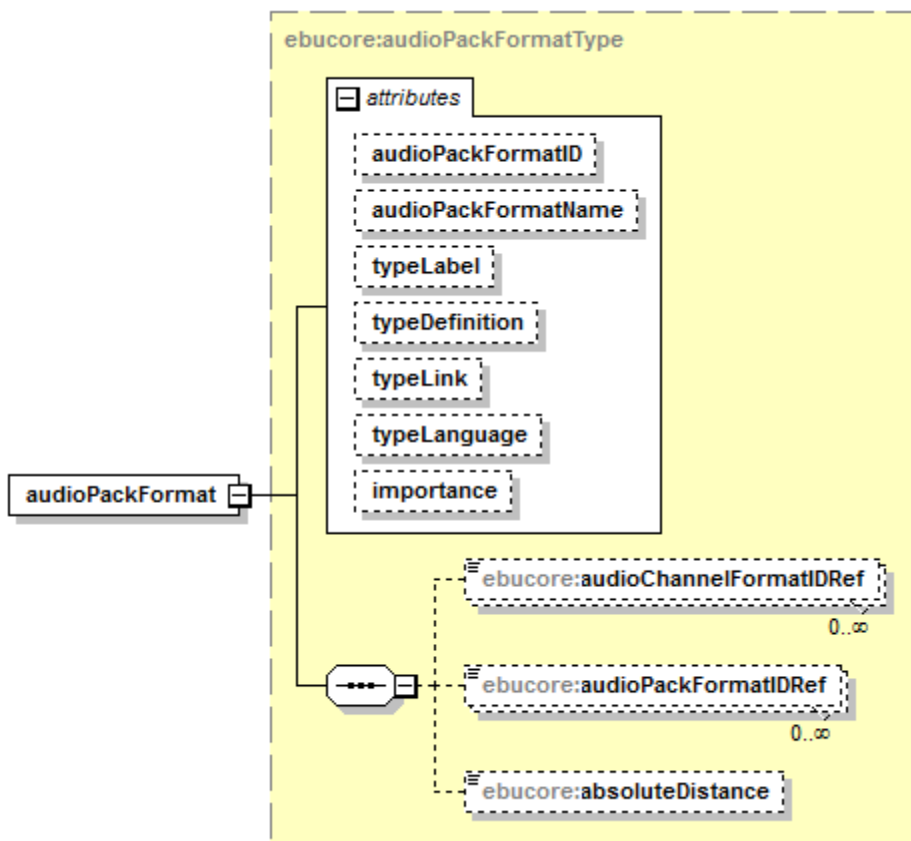 ebucore:audioPackFormatType
attributes
audioPackFormatID
audioPackFormatName
typeLabel
typeDefinition
typeLink
typeLanguage
importance
audioPackFormat
ebucore:audioChannelFormatIDRef
0..∞
ebucore:audioPackFormatIDRef
0..∞
ebucore:absoluteDistance